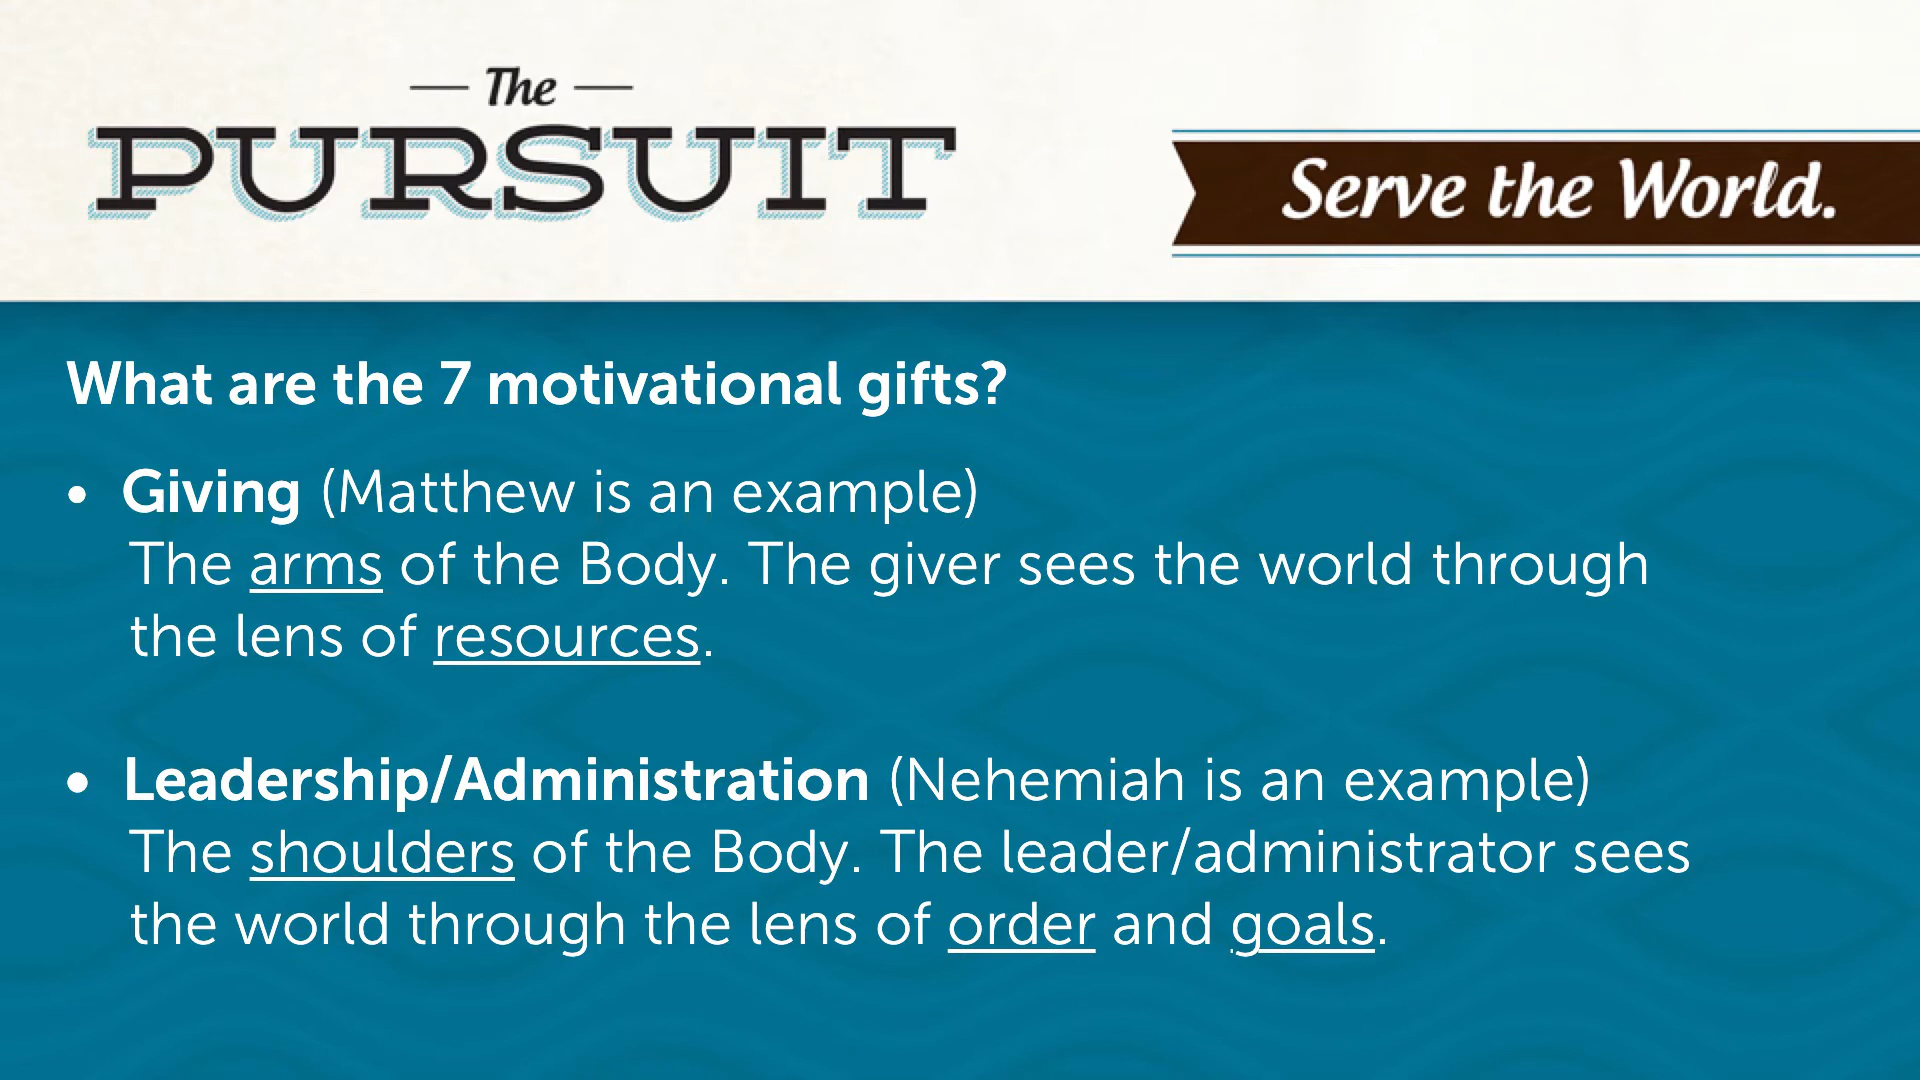 The
PURSUIT
Serve the World.
What are the 7 motivational gifts?
• Giving (Matthew is an example)
The arms of the Body. The giver sees the world through
the lens of resources.
• Leadership/Administration (Nehemiah is an example)
The shoulders of the Body. The leader/administrator sees
the world through the lens of order and goals.